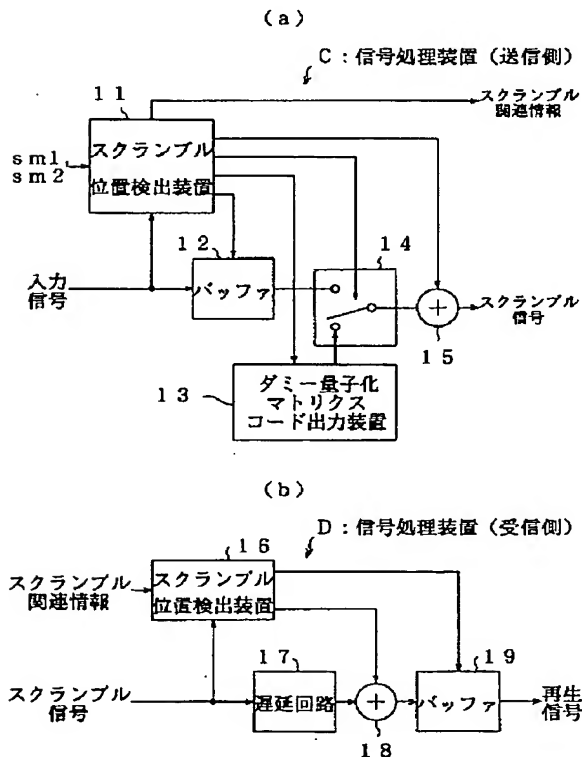 (a)
C:信号処理装置(送信側)
11
スクランブル
関連情報
sm1
sm2
スクランブル
位置検出装置
12
14
入力
信号
バッファ
スクランブル
信号
15
13
ダミー量子化
マトリクス
コード出力装置
(b)
D:信号処理装置(受信側)
16
スクランブル
関連情報
スクランブル
位置検出装置
17
19
スクランブル
信号
遅延回路
バッファ
再生
信号
18